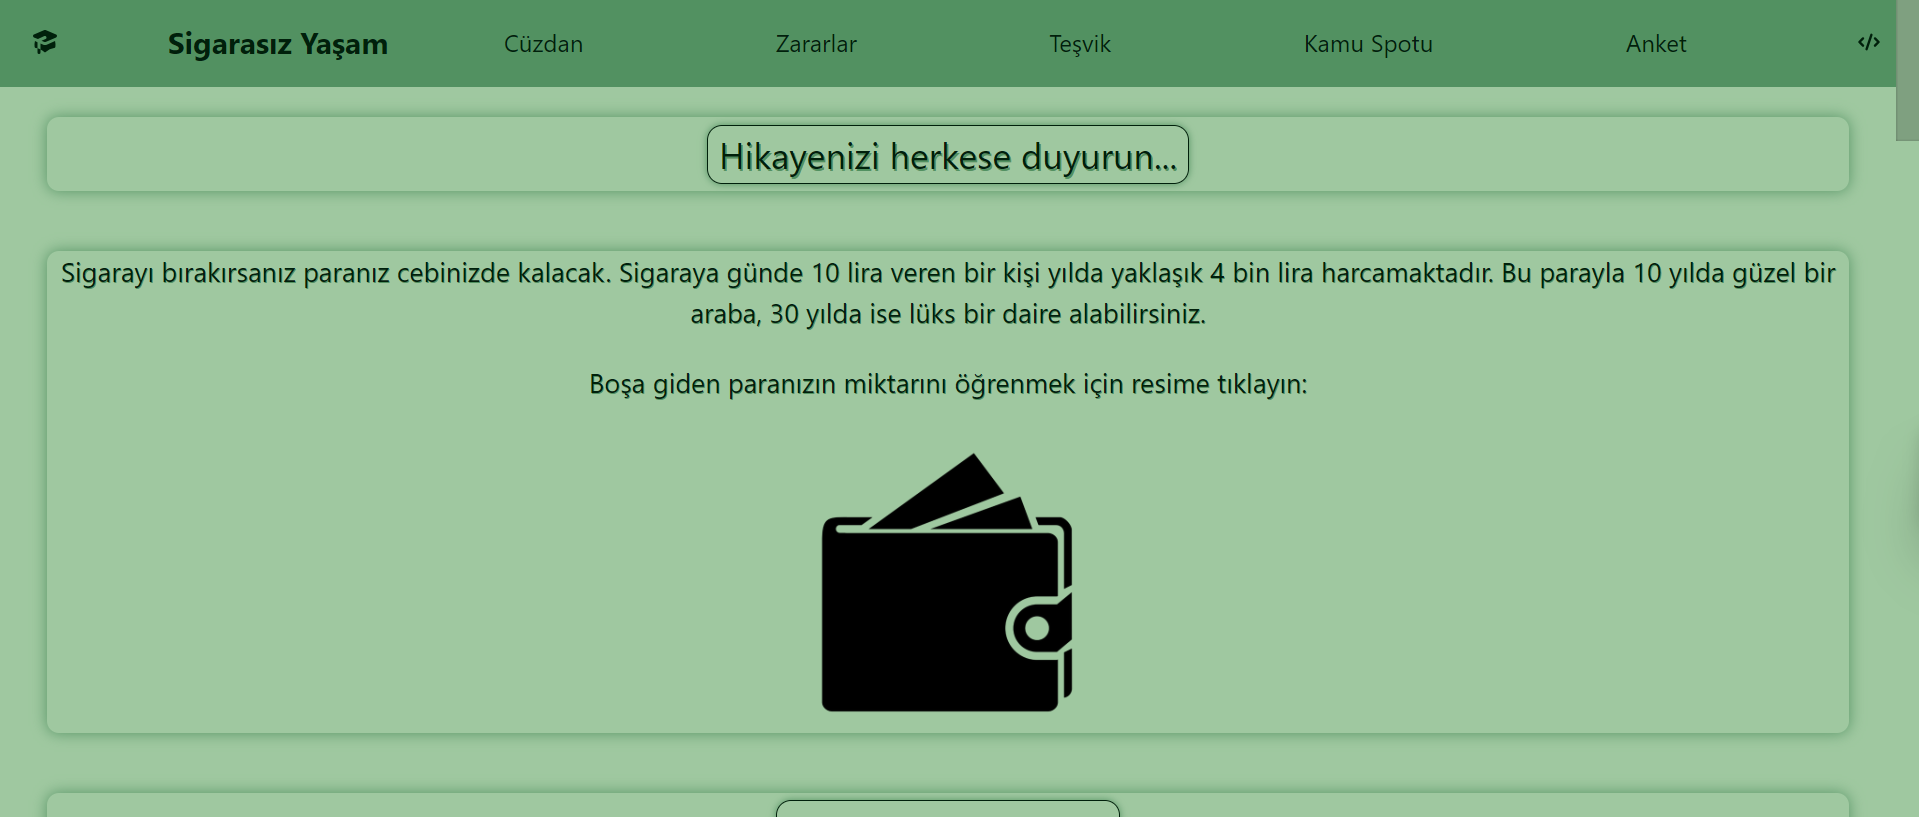 Sigarasız Yaşam Cüzdan Zararlar Teşvik Kamu Spotu Anket </>
Hikayenizi herkese duyurun...
Sigarayı bırakırsanız paranız cebinizde kalacak. Sigaraya günde 10 lira veren bir kişi yılda yaklaşık 4 bin lira harcamaktadır. Bu parayla 10 yılda güzel bir
araba, 30 yılda ise lüks bir daire alabilirsiniz.
Boşa giden paranızın miktarını öğrenmek için resime tıklayın: